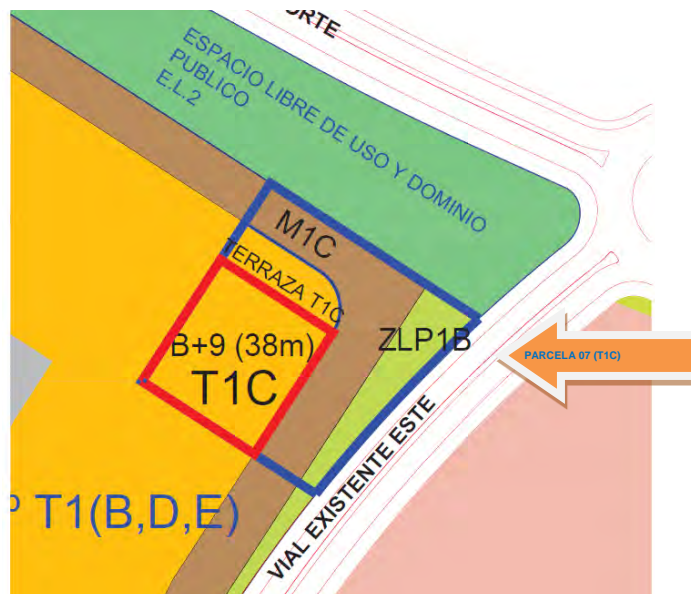 ORTE
ESPACIO LIBRE DE USO Y DOMINIO
PUBLICO
E.L.2
M1C
TERRAZA T1C
B+9 (38m)
T1C
ZLP1B
PARCELA 07 (T1C)
VIAL EXISTENTE ESTE
T1(B,D,E)